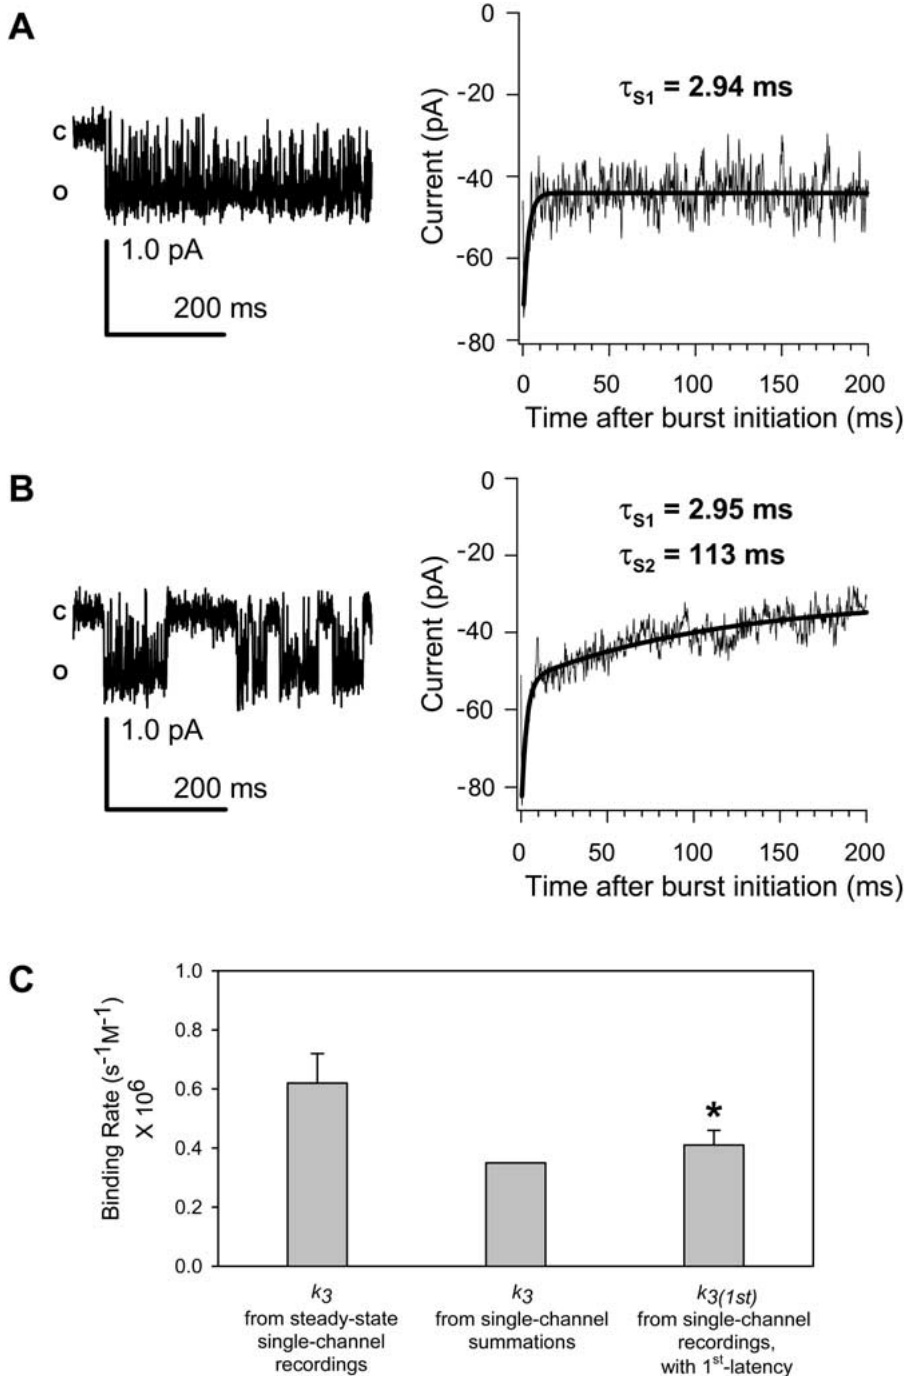 A
C
O
1.0 pA
200 ms
0
-20
-40
-60
-80
Current (pA)
τS1 = 2.94 ms
0 50 100 150 200
Time after burst initiation (ms)
B
C
O
1.0 pA
200 ms
0
-20
-40
-60
-80
Current (pA)
τS1 = 2.95 ms
τS2 = 113 ms
0 50 100 150 200
Time after burst initiation (ms)
C
1.0
0.8
0.6
0.4
0.2
0.0
Binding Rate (s⁻¹M⁻¹)
X 10⁶
*
k3
from steady-state
single-channel
recordings
k3
from single-channel
summations
k3(1st)
from single-channel
recordings,
with 1st-latency